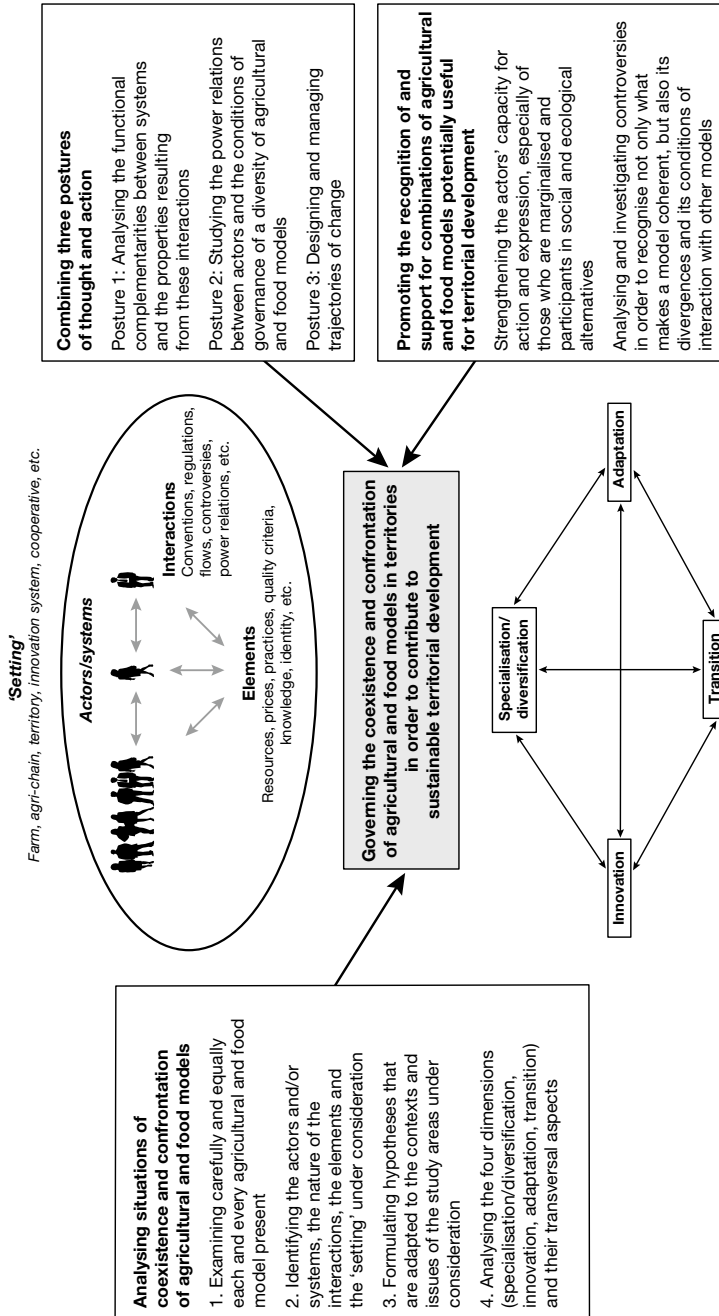 Analysing situations of
coexistence and confrontation
of agricultural and food models
1. Examining carefully and equally
each and every agricultural and food
model present
2. Identifying the actors and/or
systems, the nature of the
interactions, the elements and
the ‘setting’ under consideration
3. Formulating hypotheses that
are adapted to the contexts and
issues of the study areas under
consideration
4. Analysing the four dimensions
(specialisation/diversification,
innovation, adaptation, transition)
and their transversal aspects
‘Setting’
Farm, agri-chain, territory, innovation system, cooperative, etc.
Actors/systems
Interactions
Conventions, regulations,
flows, controversies,
power relations, etc.
Elements
Resources, prices, practices, quality criteria,
knowledge, identity, etc.
Governing the coexistence and confrontation
of agricultural and food models in territories
in order to contribute to
sustainable territorial development
Specialisation/
diversification
Innovation
Adaptation
Transition
Combining three postures
of thought and action
Posture 1: Analysing the functional
complementarities between systems
and the properties resulting
from these interactions
Posture 2: Studying the power relations
between actors and the conditions of
governance of a diversity of agricultural
and food models
Posture 3: Designing and managing
trajectories of change
Promoting the recognition of and
support for combinations of agricultural
and food models potentially useful
for territorial development
Strengthening the actors’ capacity for
action and expression, especially of
those who are marginalised and
participants in social and ecological
alternatives
Analysing and investigating controversies
in order to recognise not only what
makes a model coherent, but also its
divergences and its conditions of
interaction with other models